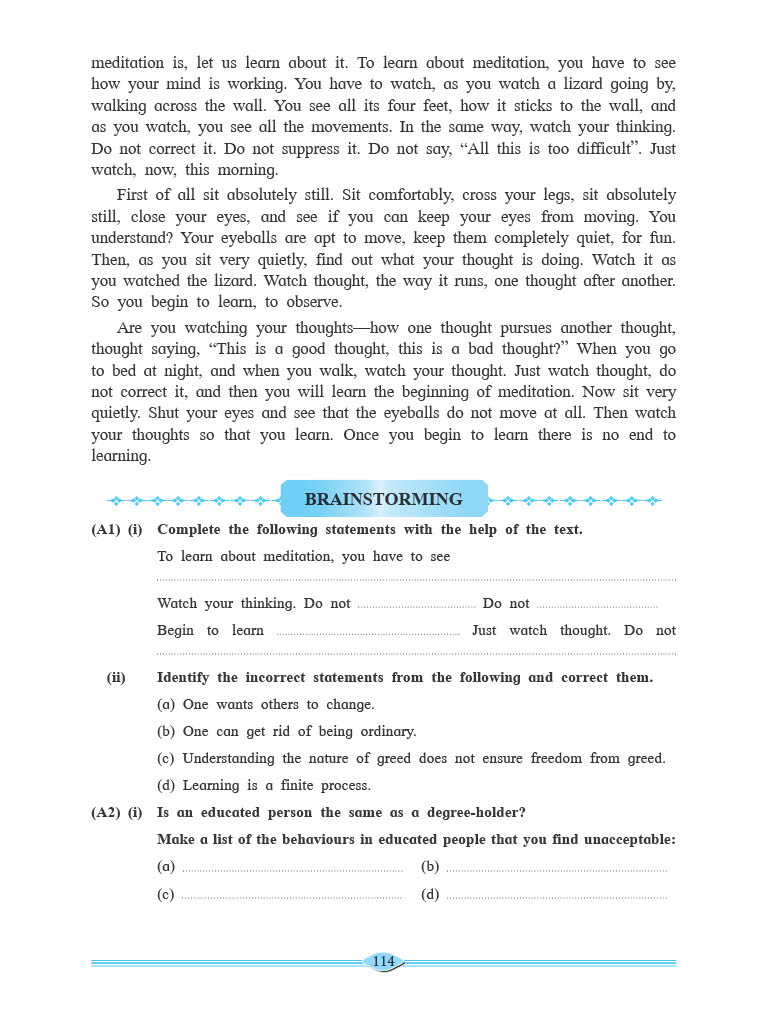 meditation is, let us learn about it. To learn about meditation, you have to see
how your mind is working. You have to watch, as you watch a lizard going by,
walking across the wall. You see all its four feet, how it sticks to the wall, and
as you watch, you see all the movements. In the same way, watch your thinking.
Do not correct it. Do not suppress it. Do not say, “All this is too difficult”. Just
watch, now, this morning.
First of all sit absolutely still. Sit comfortably, cross your legs, sit absolutely
still, close your eyes, and see if you can keep your eyes from moving. You
understand? Your eyeballs are apt to move, keep them completely quiet, for fun.
Then, as you sit very quietly, find out what your thought is doing. Watch it as
you watched the lizard. Watch thought, the way it runs, one thought after another.
So you begin to learn, to observe.
Are you watching your thoughts—how one thought pursues another thought,
thought saying, “This is a good thought, this is a bad thought?” When you go
to bed at night, and when you walk, watch your thought. Just watch thought, do
not correct it, and then you will learn the beginning of meditation. Now sit very
quietly. Shut your eyes and see that the eyeballs do not move at all. Then watch
your thoughts so that you learn. Once you begin to learn there is no end to
learning.
BRAINSTORMING
(A1) (i) Complete the following statements with the help of the text.
To learn about meditation, you have to see
Watch your thinking. Do not .................................... Do not ....................................
Begin to learn ........................................................ Just watch thought. Do not
(ii) Identify the incorrect statements from the following and correct them.
(a) One wants others to change.
(b) One can get rid of being ordinary.
(c) Understanding the nature of greed does not ensure freedom from greed.
(d) Learning is a finite process.
(A2) (i) Is an educated person the same as a degree-holder?
Make a list of the behaviours in educated people that you find unacceptable:
(a) .................................................................. (b) ..................................................................
(c) .................................................................. (d) ..................................................................
114